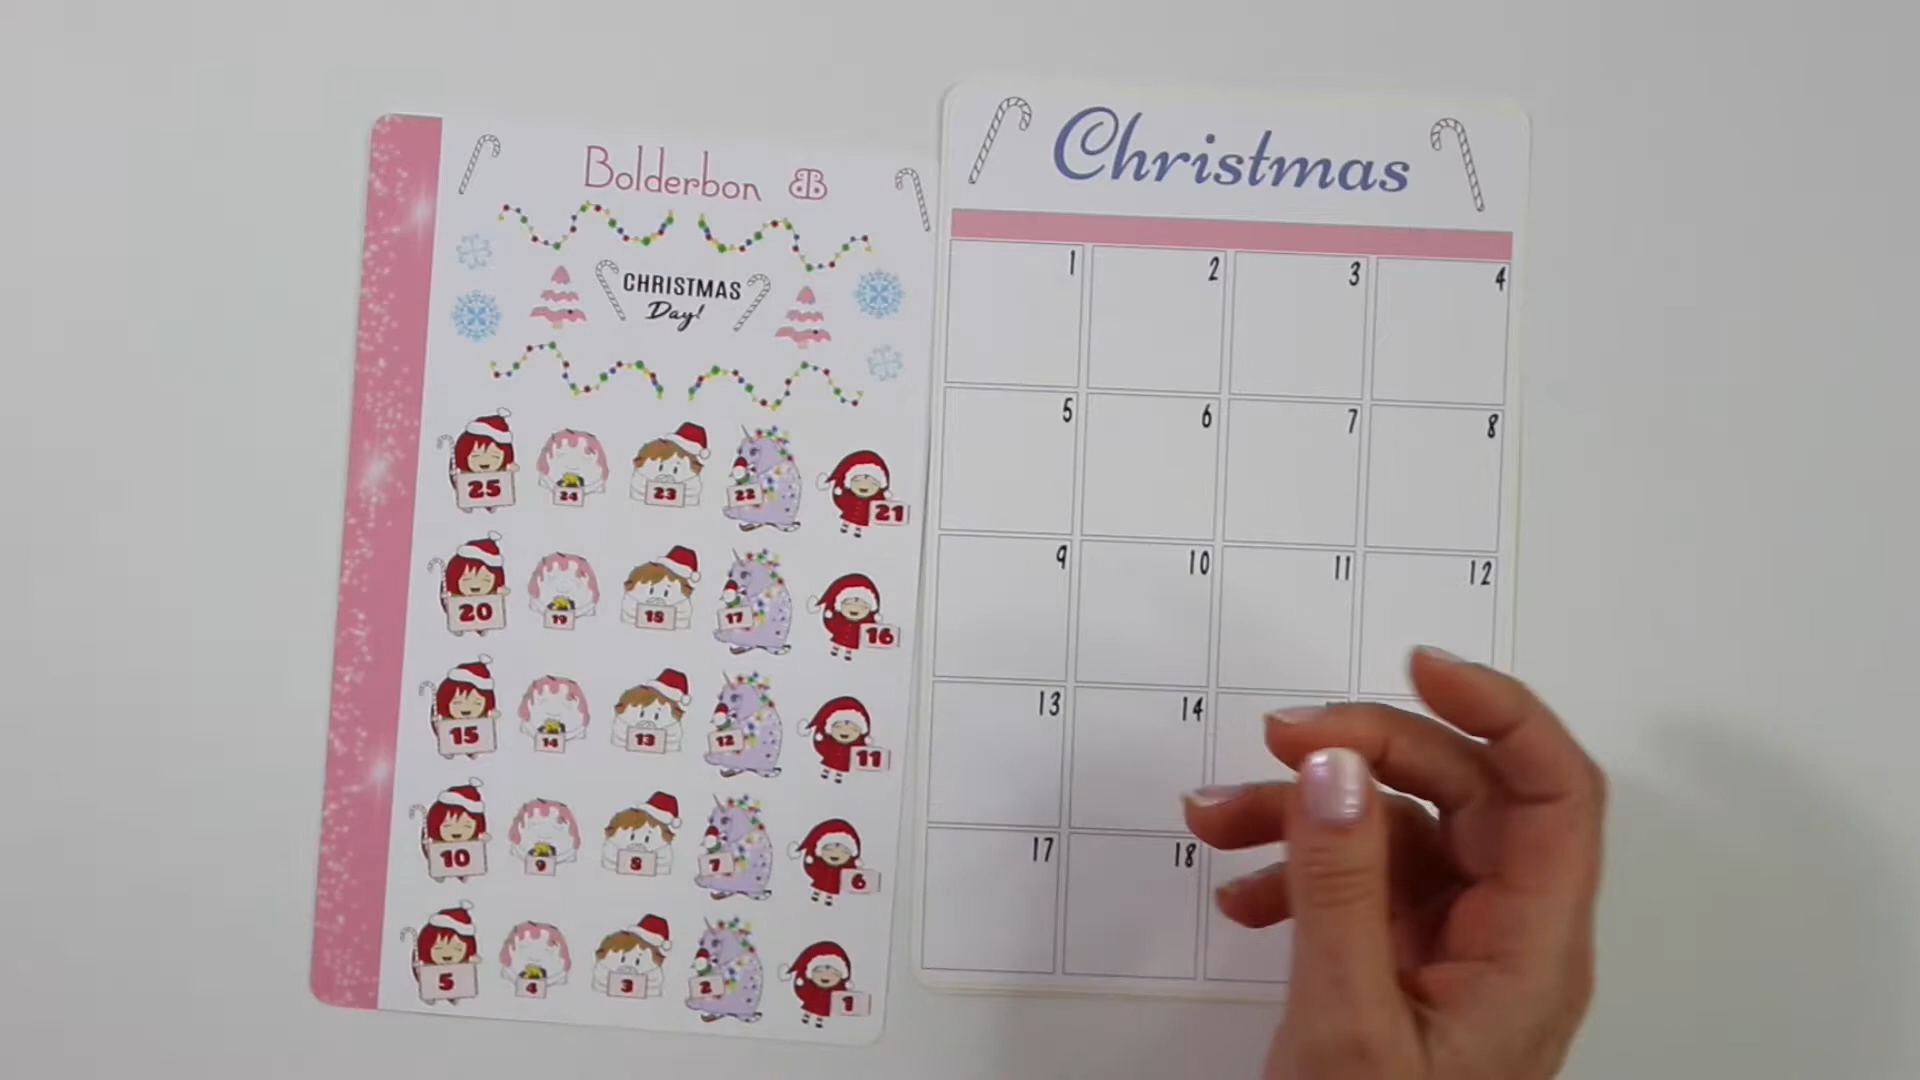 Bolderbon BB
CHRISTMAS
Day!
25 24 23 22 21
20 19 18 17 16
15 14 13 12 11
10 9 8 7 6
5 4 3 2 1
Christmas
1 2 3 4
5 6 7 8
9 10 11 12
13 14
17 18